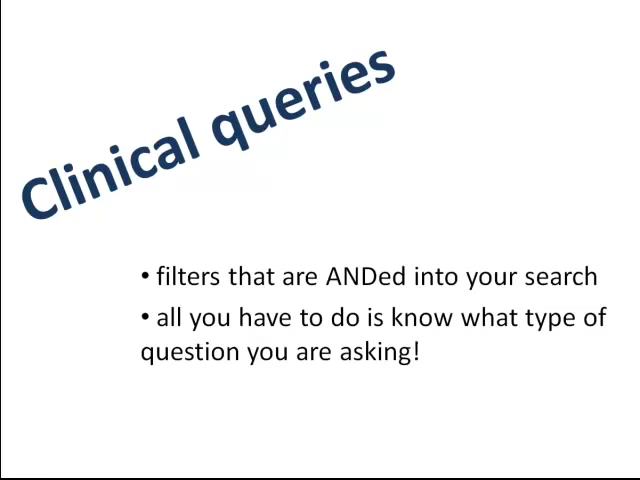 Clinical queries
• filters that are ANDed into your search
• all you have to do is know what type of
question you are asking!